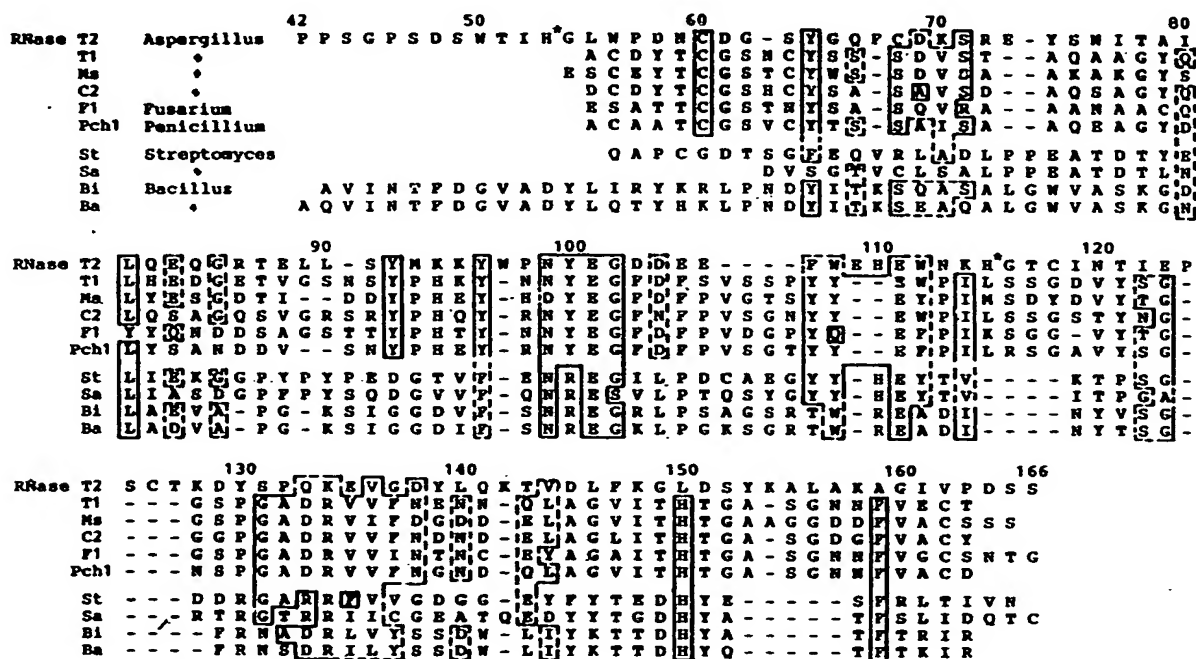 42 50 60 70 80
RNase T2 Aspergillus P P S G P S D S W T I H * G L W P D N C D G - S Y G Q F C D K S R E - Y S N I T A I
T1 " A C D Y T C G S N C Y S S - S D V S T - - A Q A A G Y Q
Ms " E S C E Y T C G S T C Y W S - S D V S A - - A K A K G Y S
C2 " D C D Y T C G S H C Y S A - S A V S D - - A Q S A G Y Q
F1 Fusarium E S A T T C G S T N Y S A - S Q V R A - - A A N A A C Q
Pch1 Penicillium A C A A T C G S V C Y T S - S A I S A - - A Q E A G Y D
St Streptomyces Q A P C G D T S G F E Q V R L A D L P P E A T D T Y E
Sa D V S G T V C L S A L P P E A T D T L N
Bi Bacillus A V I N T F D G V A D Y L I R Y K R L P N D Y I T K S Q A S A L G W V A S K G D
Ba " A Q V I N T F D G V A D Y L Q T Y H K L P N D Y I T K S E A Q A L G W V A S K G N
90 100 110 120
RNase T2 L Q E Q G R T E L L - S Y M K K Y W P N Y E G D D E E - - - F W E H E W N K H * G T C I N T I E P
T1 L H E D G E T V G S N S Y P H K Y - N N Y E G F D F S V S S P Y Y - - E W P I L S S G D V Y S G -
Ms L Y E S G D T I - - D D Y P H E Y - H D Y E G F D F P V G T S Y Y - - E Y P I M S D Y D V Y T G -
C2 L Q S A G Q S V G R S R Y P H Q Y - R N Y E G F N F P V S G N Y Y - - E W P I L S S G S T Y N G -
F1 Y Y Q N D D S A G S T T Y P H T Y - N N Y E G F D F P V D G P Y Q - - E F P I K S G G - V Y T G -
Pch1 L Y S A N D D V - - S N Y P H E Y - R N Y E G F D F P V S G T Y Y - - E F P I L R S G A V Y S G -
St L I E K G G P Y P Y P E D G T V F - E N R E G I L P D C A E G Y Y - H E Y T V - - - - K T P S G -
Sa L I A S D G P F P Y S Q D G V V F - Q N R E S V L P T Q S Y G Y Y - H E Y T V - - - - I T P G A -
Bi L A E V A - P G - K S I G G D V F - S N R E G R L P S A G S R T W - R E A D I - - - - N Y V S G -
Ba L A D V A - P G - K S I G G D I F - S N R E G K L P G K S G R T W - R E A D I - - - - N Y T S G -
130 140 150 160 166
RNase T2 S C T K D Y S P Q K E V G D Y L Q K T V D L F K G L D S Y K A L A K A G I V P D S S
T1 - - - G S P G A D R V V F N E N N - Q L A G V I T H T G A - S G N N F V E C T
Ms - - - G S P G A D R V I F D G D D - E L A G V I T H T G A A G G D D F V A C S S S
C2 - - - G G P G A D R V V F N D N D - E L A G L I T H T G A - S G D G F V A C Y
F1 - - - G S P G A D R V V I N T N C - E Y A G A I T H T G A - S G N N F V G C S N T G
Pch1 - - - N S P G A D R V V F N G N D - Q L A G V I T H T G A - S G N N F V A C D
St - - - D D R G A R R F V V G D G G - E Y F Y T E D H Y E - - - - - S F R L T I V N
Sa - - - R T R G T R R I I C G E A T Q E D Y Y T G D H Y A - - - - - T F S L I D Q T C
Bi - - - F R N A D R L V Y S S D W - L I Y K T T D H Y A - - - - - T F T R I R
Ba - - - F R N S D R I L Y S S D W - L I Y K T T D H Y Q - - - - - T F T K I R